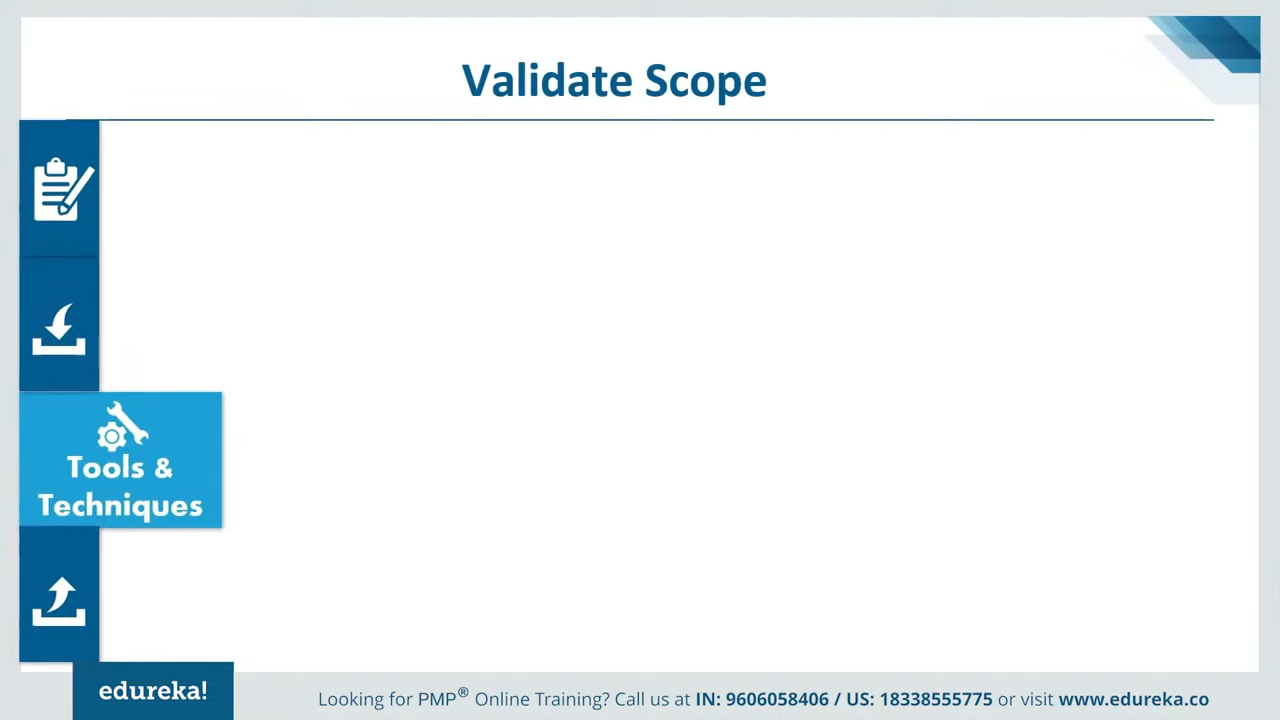 Validate Scope
Tools &
Techniques
edureka!
Looking for PMP® Online Training? Call us at IN: 9606058406 / US: 18338555775 or visit www.edureka.co